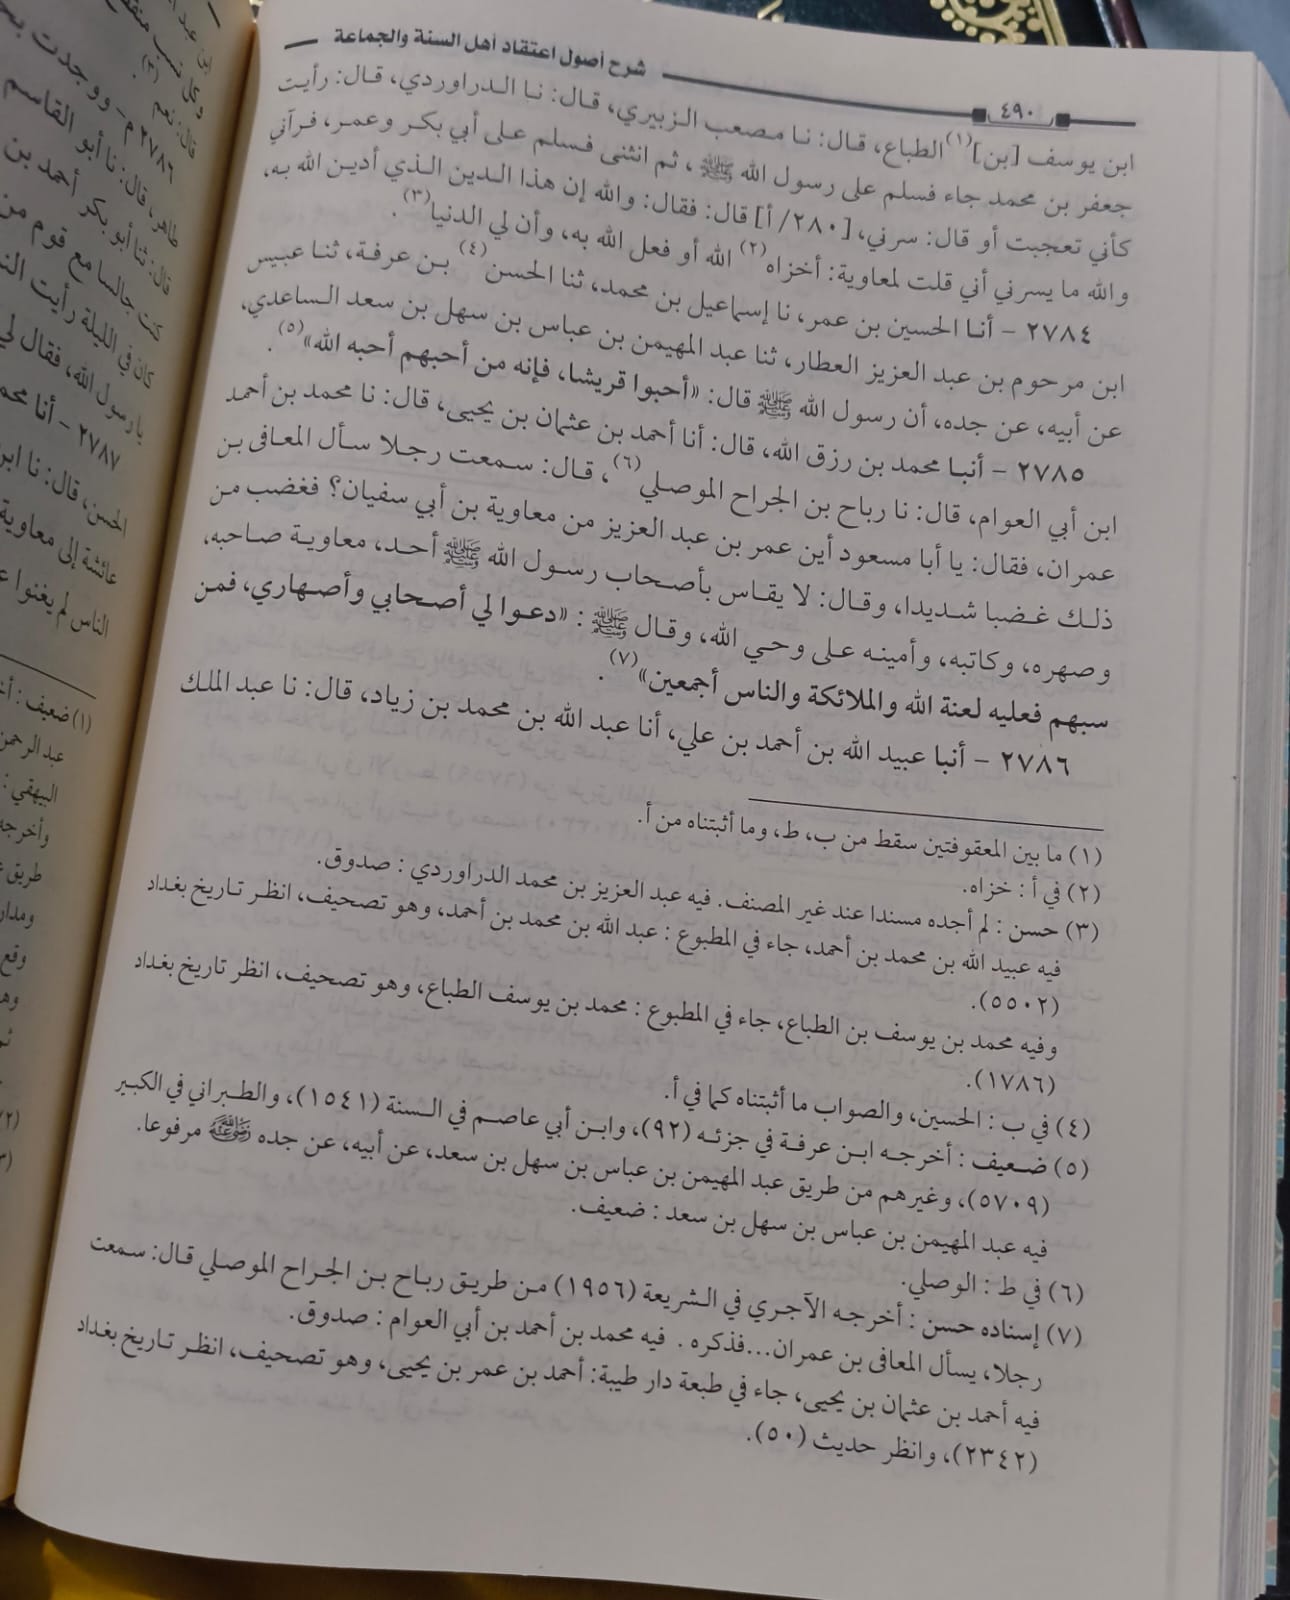 شرح أصول اعتقاد أهل السنة والجماعة
٤٩٠
ابن يوسف [بن](١) الطباع، قال: نا مصعب الزبيري، قال: نا الدراوردي، قال: رأيت
جعفر بن محمد جاء فسلم على رسول الله ﷺ، ثم انثنى فسلم على أبي بكر وعمر، فرآني
كأني تعجبت أو قال: سرني، [٢٨٠/ أ] قال: فقال: والله إن هذا الدين الذي أدين الله به،
والله ما يسرني أني قلت لمعاوية: أخزاه(٢) الله أو فعل الله به، وأن لي الدنيا(٣).
٢٧٨٤ - أنا الحسين بن عمر، نا إسماعيل بن محمد، ثنا الحسن(٤) بن عرفة، ثنا عبيس
ابن مرحوم بن عبد العزيز العطار، ثنا عبد المهيمن بن عباس بن سهل بن سعد الساعدي،
عن أبيه، عن جده، أن رسول الله ﷺ قال: «أحبوا قريشا، فإنه من أحبهم أحبه الله»(٥).
٢٧٨٥ - أنبا محمد بن رزق الله، قال: أنا أحمد بن عثمان بن يحيى، قال: نا محمد بن أحمد
ابن أبي العوام، قال: نا رباح بن الجراح الموصلي(٦)، قال: سمعت رجلا سأل المعافى بن
عمران، فقال: يا أبا مسعود أين عمر بن عبد العزيز من معاوية بن أبي سفيان؟ فغضب من
ذلك غضبا شديدا، وقال: لا يقاس بأصحاب رسول الله ﷺ أحد، معاوية صاحبه،
وصهره، وكاتبه، وأمينه على وحي الله، وقال ﷺ: «دعوا لي أصحابي وأصهاري، فمن
سبهم فعليه لعنة الله والملائكة والناس أجمعين»(٧).
٢٧٨٦ - أنبا عبيد الله بن أحمد بن علي، أنا عبد الله بن محمد بن زياد، قال: نا عبد الملك
(١) ما بين المعقوفتين سقط من ب، ط، وما أثبتناه من أ.
(٢) في أ: خزاه.
(٣) حسن: لم أجده مسندا عند غير المصنف. فيه عبد العزيز بن محمد الدراوردي: صدوق.
فيه عبيد الله بن محمد بن أحمد، جاء في المطبوع: عبد الله بن محمد بن أحمد، وهو تصحيف، انظر تاريخ بغداد
(٥٥٠٢).
وفيه محمد بن يوسف بن الطباع، جاء في المطبوع: محمد بن يوسف الطباع، وهو تصحيف، انظر تاريخ بغداد
(١٧٨٦).
(٤) في ب: الحسين، والصواب ما أثبتناه كما في أ.
(٥) ضعيف: أخرجه ابن عرفة في جزئه (٩٢)، وابن أبي عاصم في السنة (١٥٤١)، والطبراني في الكبير
(٥٧٠٩)، وغيرهم من طريق عبد المهيمن بن عباس بن سهل بن سعد، عن أبيه، عن جده رضي الله عنه مرفوعا.
فيه عبد المهيمن بن عباس بن سهل بن سعد: ضعيف.
(٦) في ط: الوصلي.
(٧) إسناده حسن: أخرجه الآجري في الشريعة (١٩٥٦) من طريق رباح بن الجراح الموصلي قال: سمعت
رجلا، يسأل المعافى بن عمران...فذكره. فيه محمد بن أحمد بن أبي العوام: صدوق.
فيه أحمد بن عثمان بن يحيى، جاء في طبعة دار طيبة: أحمد بن عمر بن يحيى، وهو تصحيف، انظر تاريخ بغداد
(٢٣٤٢)، وانظر حديث (٥٠).